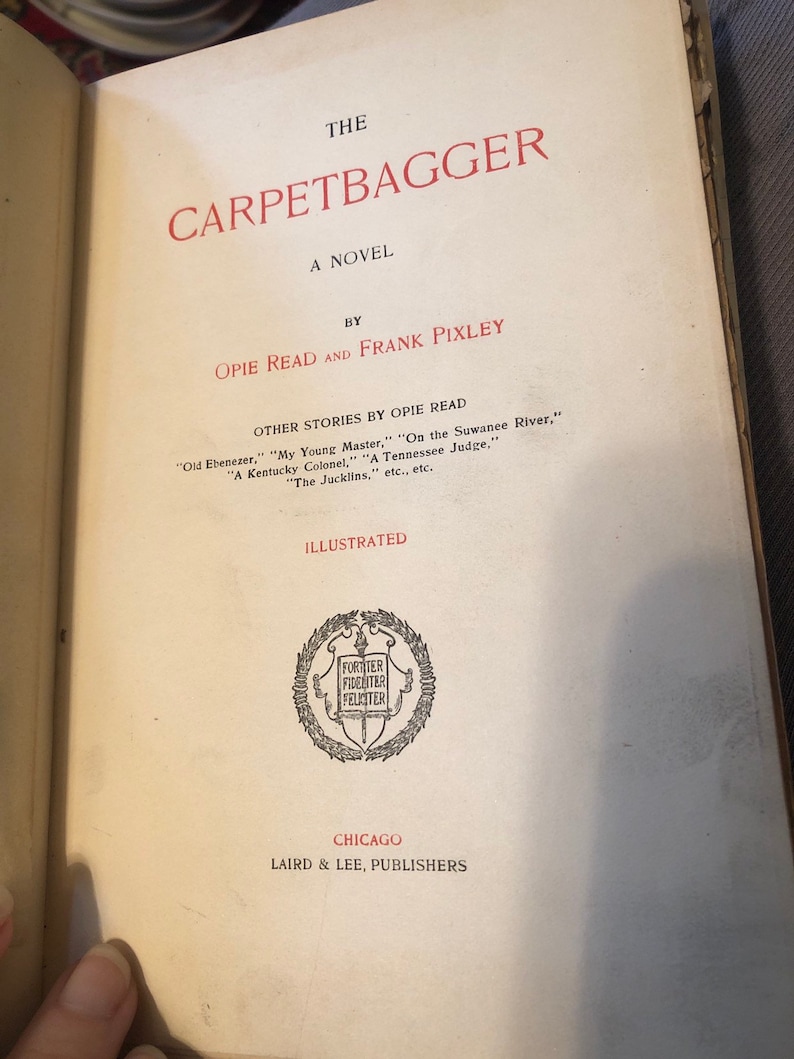 THE
CARPETBAGGER
A NOVEL
BY
OPIE READ AND FRANK PIXLEY
OTHER STORIES BY OPIE READ
"Old Ebenezer," "My Young Master," "On the Suwanee River,"
"A Kentucky Colonel," "A Tennessee Judge,"
"The Jucklins," etc., etc.
ILLUSTRATED
FORTITER
FIDELITER
FELICITER
CHICAGO
LAIRD & LEE, PUBLISHERS